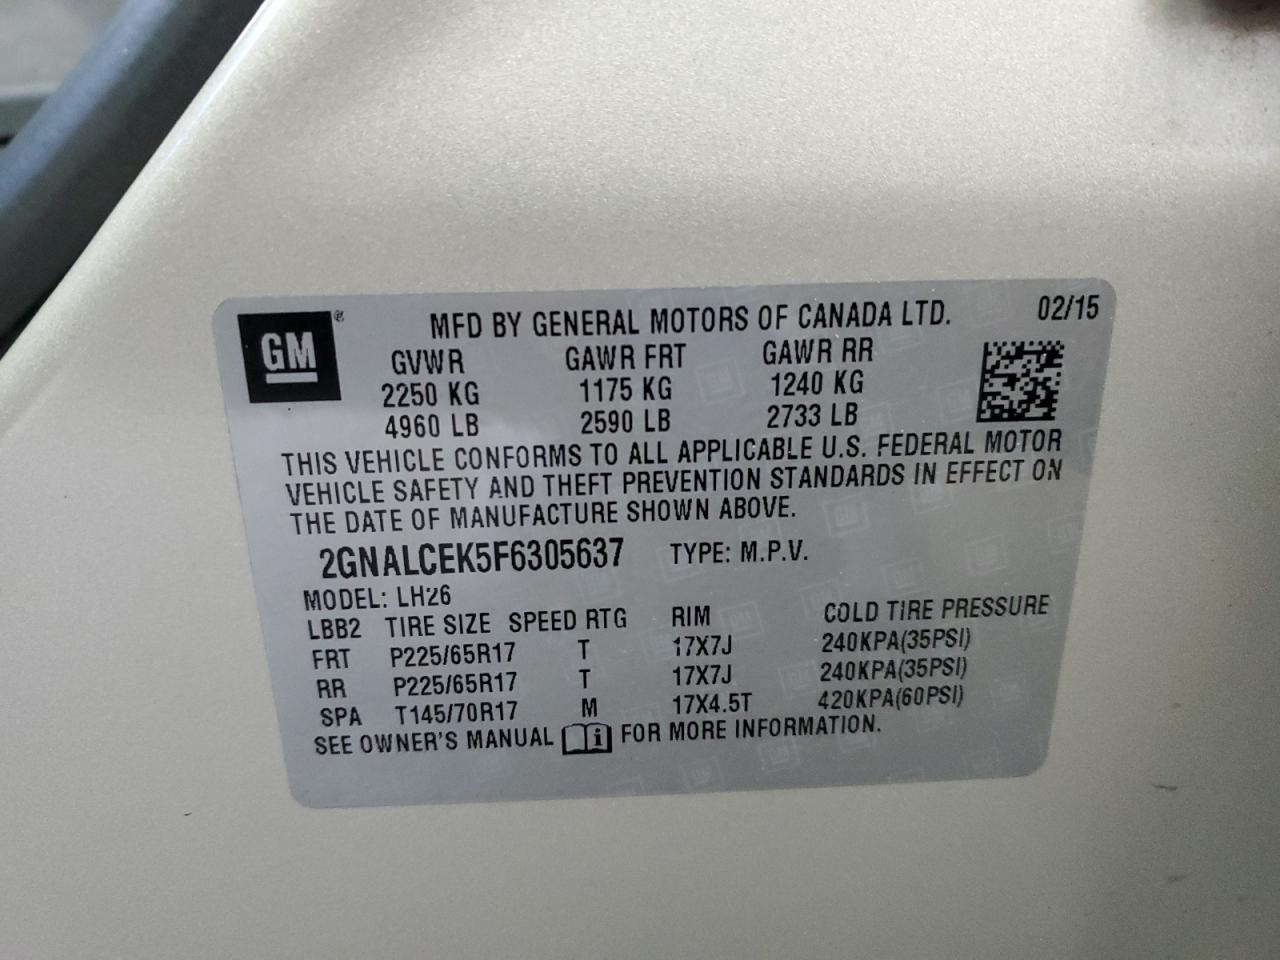 GM ®
MFD BY GENERAL MOTORS OF CANADA LTD. 02/15
GVWR GAWR FRT GAWR RR
2250 KG 1175 KG 1240 KG
4960 LB 2590 LB 2733 LB
THIS VEHICLE CONFORMS TO ALL APPLICABLE U.S. FEDERAL MOTOR
VEHICLE SAFETY AND THEFT PREVENTION STANDARDS IN EFFECT ON
THE DATE OF MANUFACTURE SHOWN ABOVE.
2GNALCEK5F6305637 TYPE: M.P.V.
MODEL: LH26
LBB2 TIRE SIZE SPEED RTG RIM COLD TIRE PRESSURE
FRT P225/65R17 T 17X7J 240KPA(35PSI)
RR P225/65R17 T 17X7J 240KPA(35PSI)
SPA T145/70R17 M 17X4.5T 420KPA(60PSI)
SEE OWNER'S MANUAL i FOR MORE INFORMATION.